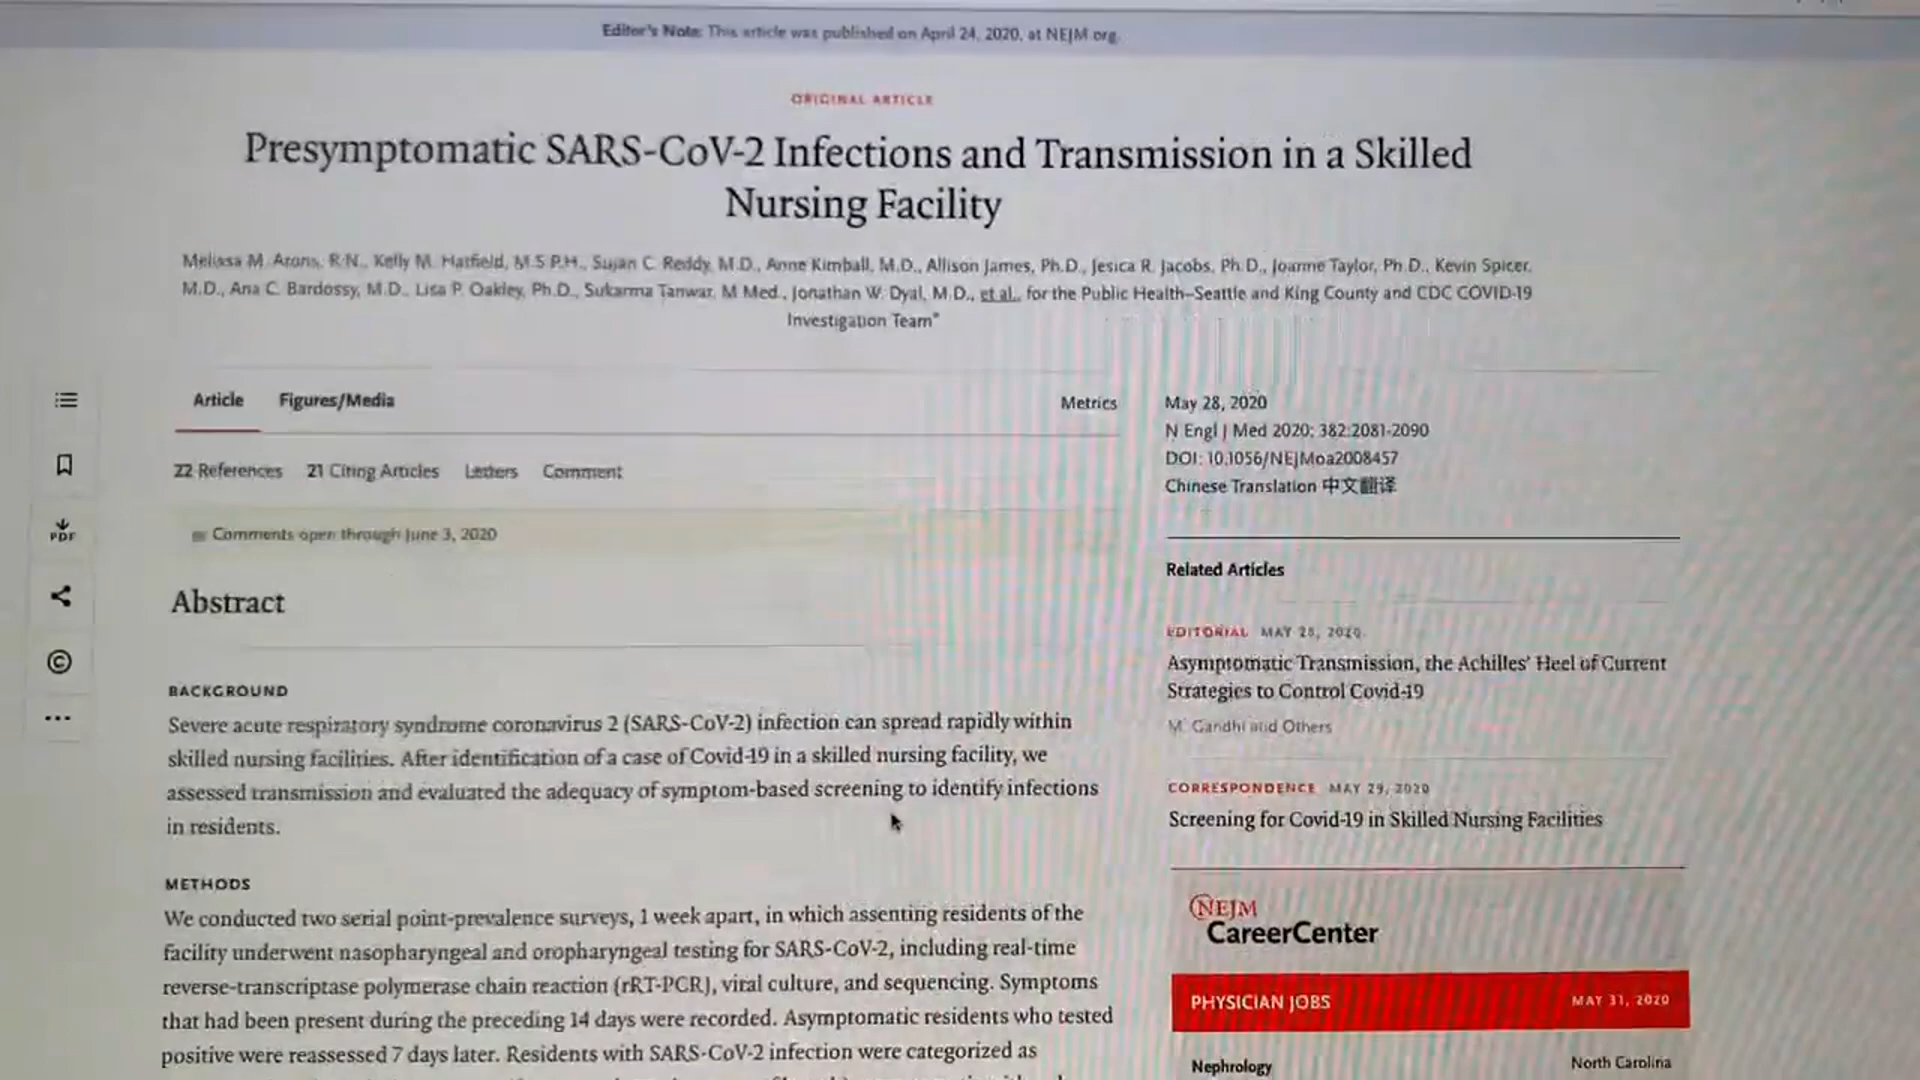 Editor's Note: This article was published on April 24, 2020, at NEJM.org.
ORIGINAL ARTICLE
Presymptomatic SARS-CoV-2 Infections and Transmission in a Skilled
Nursing Facility
Melissa M. Arons, R.N., Kelly M. Hatfield, M.S.P.H., Sujan C. Reddy, M.D., Anne Kimball, M.D., Allison James, Ph.D., Jesica R. Jacobs, Ph.D., Joanne Taylor, Ph.D., Kevin Spicer,
M.D., Ana C. Bardossy, M.D., Lisa P. Oakley, Ph.D., Sukarma Tanwar, M.Med., Jonathan W. Dyal, M.D., et al., for the Public Health–Seattle and King County and CDC COVID-19
Investigation Team*
Article Figures/Media Metrics
22 References 21 Citing Articles Letters Comment
Comments open through June 3, 2020
PDF
Abstract
BACKGROUND
Severe acute respiratory syndrome coronavirus 2 (SARS-CoV-2) infection can spread rapidly within
skilled nursing facilities. After identification of a case of Covid-19 in a skilled nursing facility, we
assessed transmission and evaluated the adequacy of symptom-based screening to identify infections
in residents.
METHODS
We conducted two serial point-prevalence surveys, 1 week apart, in which assenting residents of the
facility underwent nasopharyngeal and oropharyngeal testing for SARS-CoV-2, including real-time
reverse-transcriptase polymerase chain reaction (rRT-PCR), viral culture, and sequencing. Symptoms
that had been present during the preceding 14 days were recorded. Asymptomatic residents who tested
positive were reassessed 7 days later. Residents with SARS-CoV-2 infection were categorized as
May 28, 2020
N Engl J Med 2020; 382:2081-2090
DOI: 10.1056/NEJMoa2008457
Chinese Translation 中文翻译
Related Articles
EDITORIAL MAY 28, 2020
Asymptomatic Transmission, the Achilles' Heel of Current
Strategies to Control Covid-19
M. Gandhi and Others
CORRESPONDENCE MAY 29, 2020
Screening for Covid-19 in Skilled Nursing Facilities
NEJM
CareerCenter
PHYSICIAN JOBS MAY 31, 2020
Nephrology North Carolina